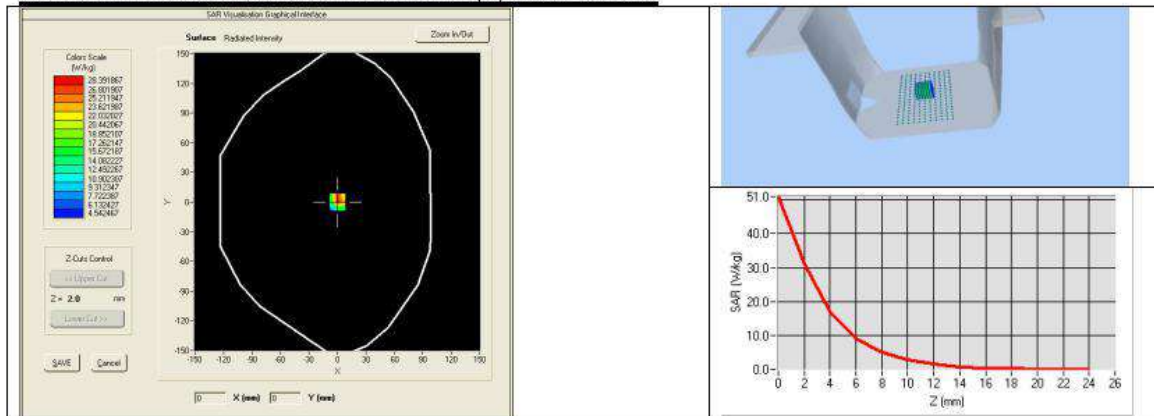 SAR Visualisation Graphical Interface
Surface Radiated Intensity
Zoom In/Out
Colors Scale
(W/kg)
28.391867
26.801907
25.211947
23.621987
22.032027
20.442067
18.852107
17.262147
15.672187
14.082227
12.492267
10.902307
9.312347
7.722387
6.132427
4.542467
Z-Cuts Control
<< Upper Cut
Z = 2.0 mm
Lower Cut >>
SAVE Cancel
150-
120-
90-
60-
30-
0-
-30-
-60-
-90-
-120-
-150-
Y
-150 -120 -90 -60 -30 0 30 60 90 120 150
X
0 X (mm) 0 Y (mm)
51.0-
40.0-
30.0-
20.0-
10.0-
0.0-
SAR (W/kg)
0 2 4 6 8 10 12 14 16 18 20 22 24 26
Z (mm)